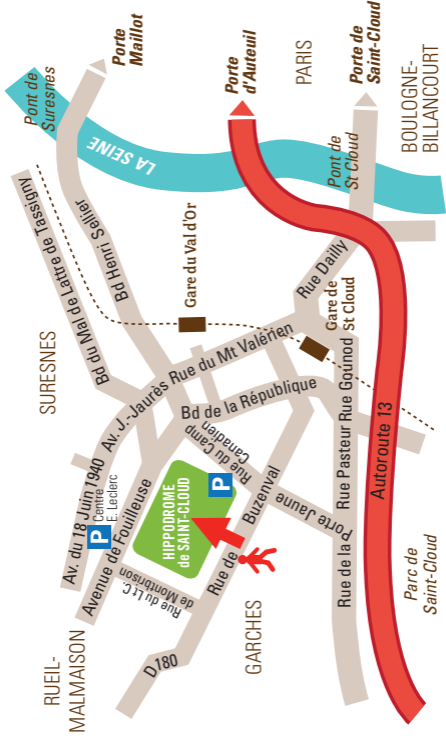 Pont de
Suresnes
Porte
Maillot
LA SEINE
Porte
d'Auteuil
PARIS
Porte de
Saint-Cloud
BOULOGNE-
BILLANCOURT
Pont de
St Cloud
Bd du Mal de Lattre de Tassigny
Bd Henri Sellier
Gare du Val d'Or
Rue Dailly
Gare de
St Cloud
SURESNES
Av. J.-Jaurès
Rue du Mt Valérien
Bd de la République
Rue du Camp
Canadien
Av. du 18 Juin 1940
P
Centre
E. Leclerc
Avenue de Fouilleuse
HIPPODROME
de SAINT-CLOUD
P
Rue de Buzenval
Rue du Lt C.
de Montbrison
RUEIL-
MALMAISON
D180
GARCHES
Rue de la Porte Jaune
Rue Pasteur
Rue Gounod
Autoroute 13
Parc de
Saint-Cloud